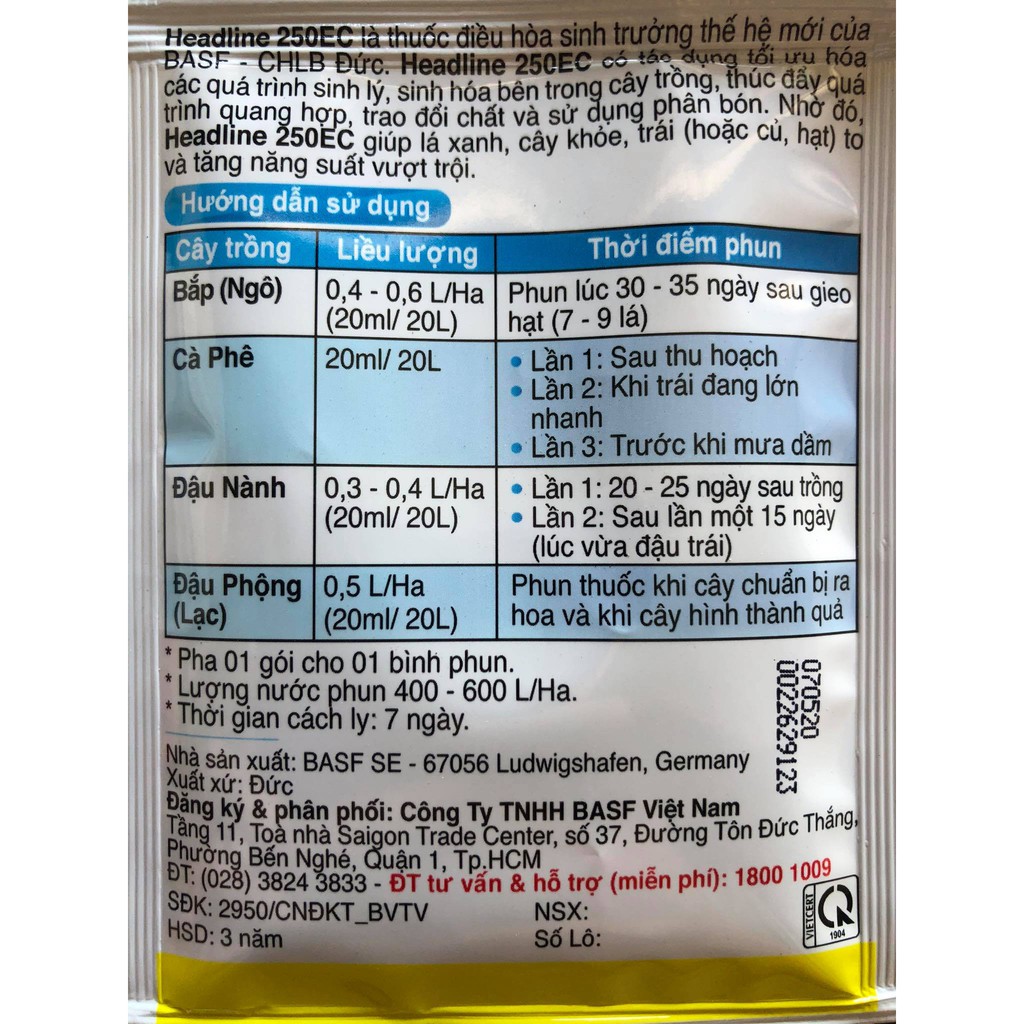 Headline 250EC là thuốc điều hòa sinh trưởng thế hệ mới của
BASF - CHLB Đức. Headline 250EC có tác dụng tối ưu hóa
các quá trình sinh lý, sinh hóa bên trong cây trồng, thúc đẩy quá
trình quang hợp, trao đổi chất và sử dụng phân bón. Nhờ đó,
Headline 250EC giúp lá xanh, cây khỏe, trái (hoặc củ, hạt) to
và tăng năng suất vượt trội.
Hướng dẫn sử dụng
Cây trồng Liều lượng Thời điểm phun
Bắp (Ngô) 0,4 - 0,6 L/Ha Phun lúc 30 - 35 ngày sau gieo
(20ml/ 20L) hạt (7 - 9 lá)
Cà Phê 20ml/ 20L • Lần 1: Sau thu hoạch
• Lần 2: Khi trái đang lớn
nhanh
• Lần 3: Trước khi mưa dầm
Đậu Nành 0,3 - 0,4 L/Ha • Lần 1: 20 - 25 ngày sau trồng
(20ml/ 20L) • Lần 2: Sau lần một 15 ngày
(lúc vừa đậu trái)
Đậu Phộng 0,5 L/Ha Phun thuốc khi cây chuẩn bị ra
(Lạc) (20ml/ 20L) hoa và khi cây hình thành quả
* Pha 01 gói cho 01 bình phun.
* Lượng nước phun 400 - 600 L/Ha.
* Thời gian cách ly: 7 ngày.
070520
0022629123
Nhà sản xuất: BASF SE - 67056 Ludwigshafen, Germany
Xuất xứ: Đức
Đăng ký & phân phối: Công Ty TNHH BASF Việt Nam
Tầng 11, Toà nhà Saigon Trade Center, số 37, Đường Tôn Đức Thắng,
Phường Bến Nghé, Quận 1, Tp.HCM
ĐT: (028) 3824 3833 - ĐT tư vấn & hỗ trợ (miễn phí): 1800 1009
SĐK: 2950/CNĐKT_BVTV NSX:
HSD: 3 năm Số Lô:
VIETCERT
1904